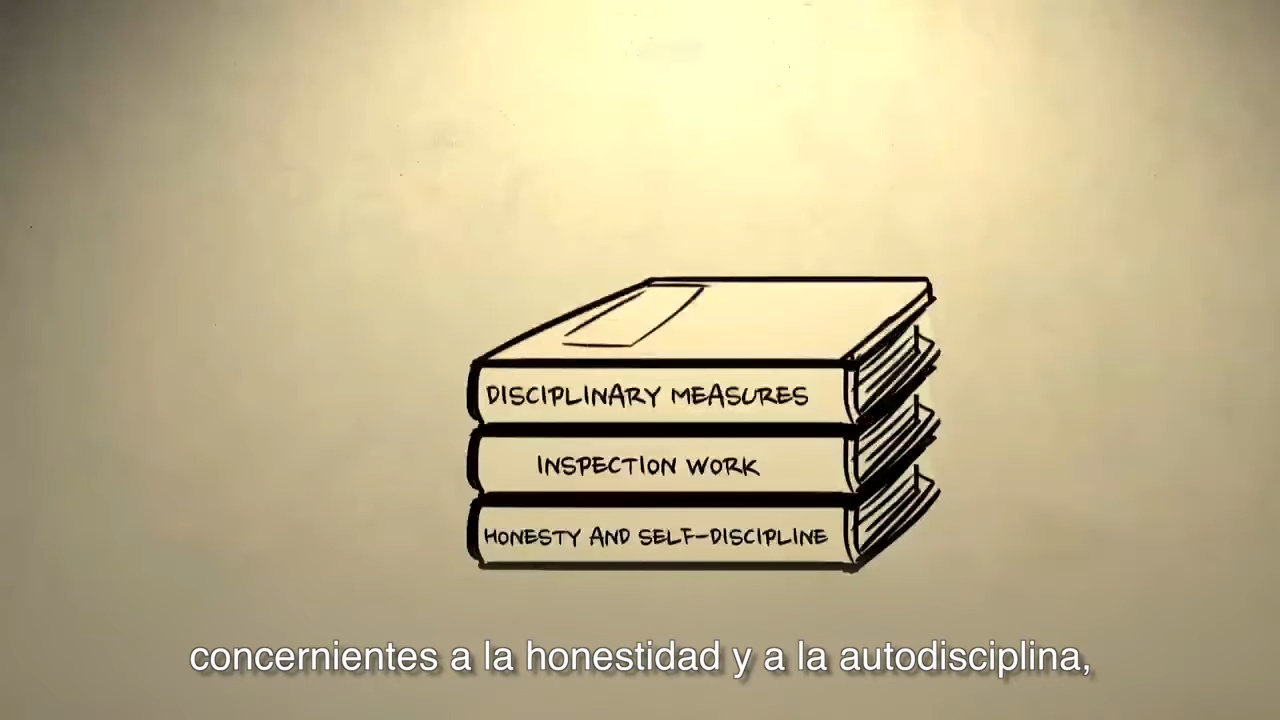 DISCIPLINARY MEASURES
INSPECTION WORK
HONESTY AND SELF-DISCIPLINE
concernientes a la honestidad y a la autodisciplina,